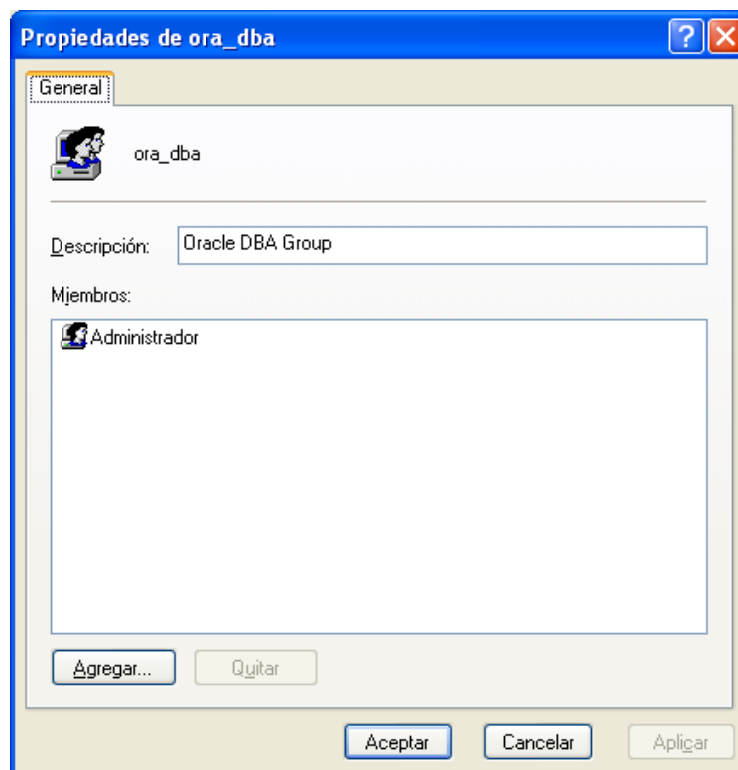 Propiedades de ora_dba
General
ora_dba
Descripción: Oracle DBA Group
Miembros:
Administrador
Agregar... Quitar
Aceptar Cancelar Aplicar